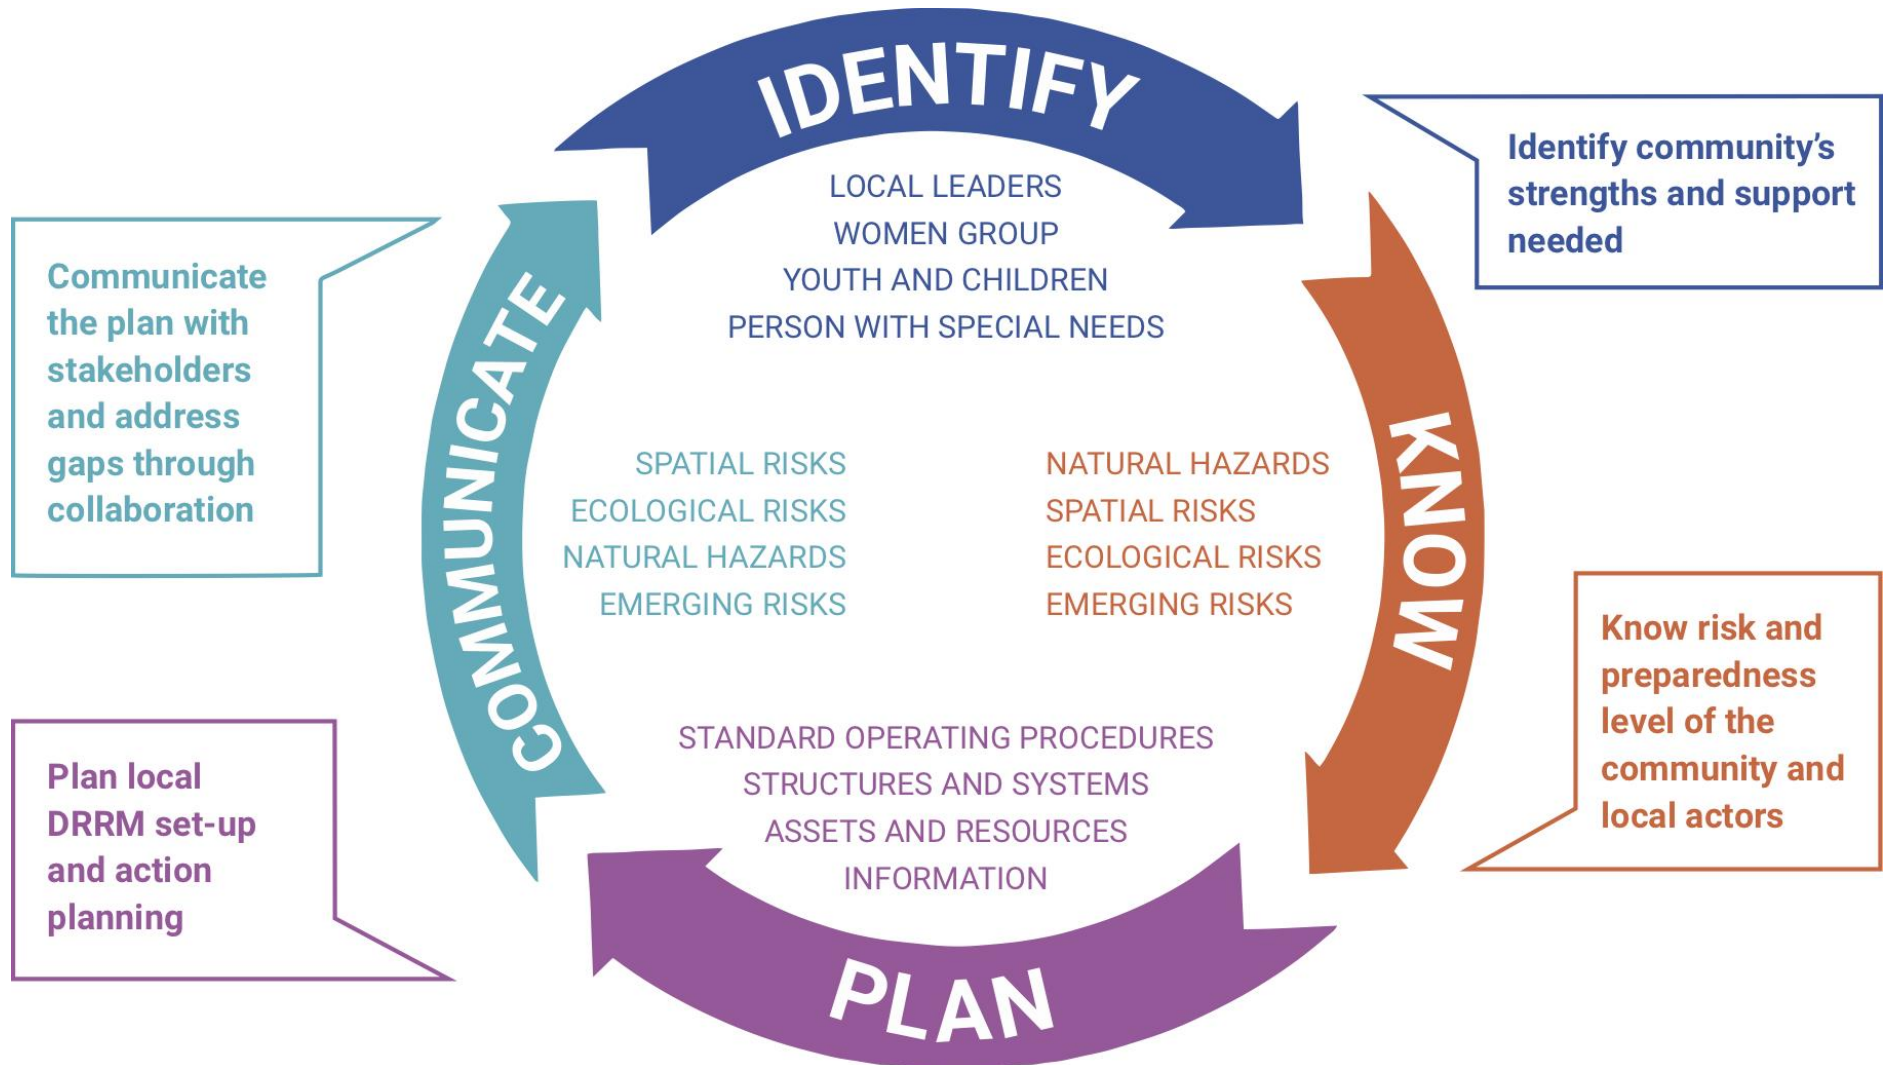 IDENTIFY
LOCAL LEADERS
WOMEN GROUP
YOUTH AND CHILDREN
PERSON WITH SPECIAL NEEDS
Identify community's
strengths and support
needed
KNOW
NATURAL HAZARDS
SPATIAL RISKS
ECOLOGICAL RISKS
EMERGING RISKS
Know risk and
preparedness
level of the
community and
local actors
PLAN
STANDARD OPERATING PROCEDURES
STRUCTURES AND SYSTEMS
ASSETS AND RESOURCES
INFORMATION
Plan local
DRRM set-up
and action
planning
COMMUNICATE
SPATIAL RISKS
ECOLOGICAL RISKS
NATURAL HAZARDS
EMERGING RISKS
Communicate
the plan with
stakeholders
and address
gaps through
collaboration